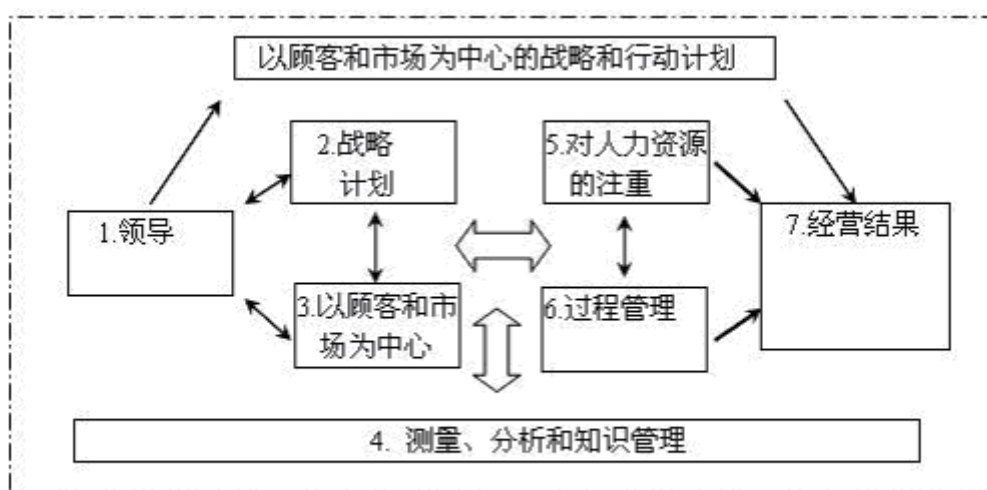 以顾客和市场为中心的战略和行动计划
2.战略
计划
5.对人力资源
的注重
1.领导
7.经营结果
3.以顾客和市
场为中心
6.过程管理
4. 测量、分析和知识管理